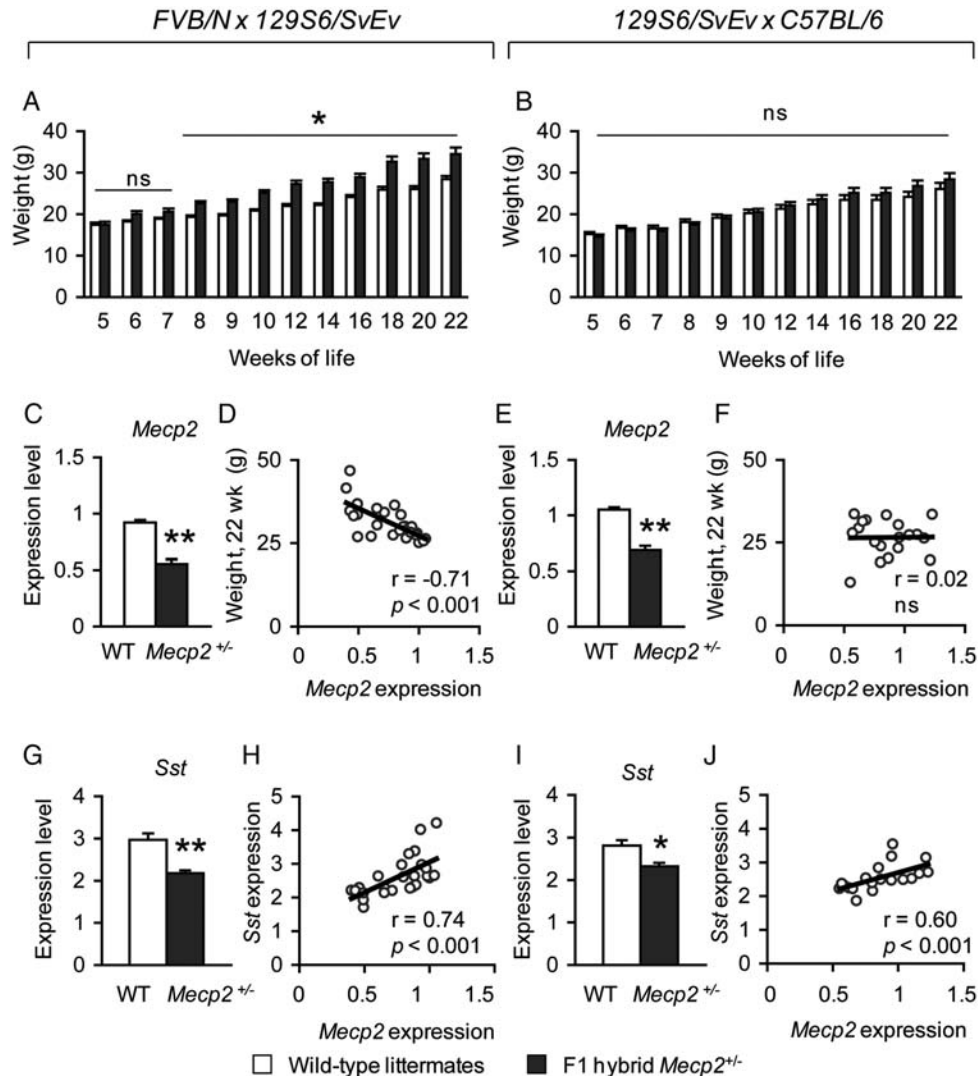 FVB/N x 129S6/SvEv
129S6/SvEv x C57BL/6
A
*
ns
Weight (g)
40
30
20
10
0
5 6 7 8 9 10 12 14 16 18 20 22
Weeks of life
B
ns
Weight (g)
40
30
20
10
0
5 6 7 8 9 10 12 14 16 18 20 22
Weeks of life
C
Mecp2
Expression level
1.5
1
0.5
0
**
WT Mecp2 +/-
D
Weight, 22 wk (g)
50
25
0
r = -0.71
p < 0.001
0 0.5 1 1.5
Mecp2 expression
E
Mecp2
Expression level
1.5
1
0.5
0
**
WT Mecp2 +/-
F
Weight, 22 wk (g)
50
25
0
r = 0.02
ns
0 0.5 1 1.5
Mecp2 expression
G
Sst
Expression level
4
3
2
1
0
**
WT Mecp2 +/-
H
Sst expression
5
4
3
2
1
0
r = 0.74
p < 0.001
0 0.5 1 1.5
Mecp2 expression
I
Sst
Expression level
4
3
2
1
0
*
WT Mecp2 +/-
J
Sst expression
5
4
3
2
1
0
r = 0.60
p < 0.001
0 0.5 1 1.5
Mecp2 expression
Wild-type littermates
F1 hybrid Mecp2+/-